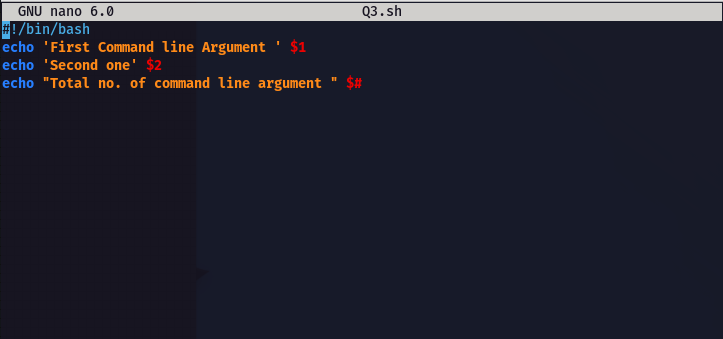 GNU nano 6.0 Q3.sh
#!/bin/bash
echo 'First Command line Argument ' $1
echo 'Second one' $2
echo "Total no. of command line argument " $#